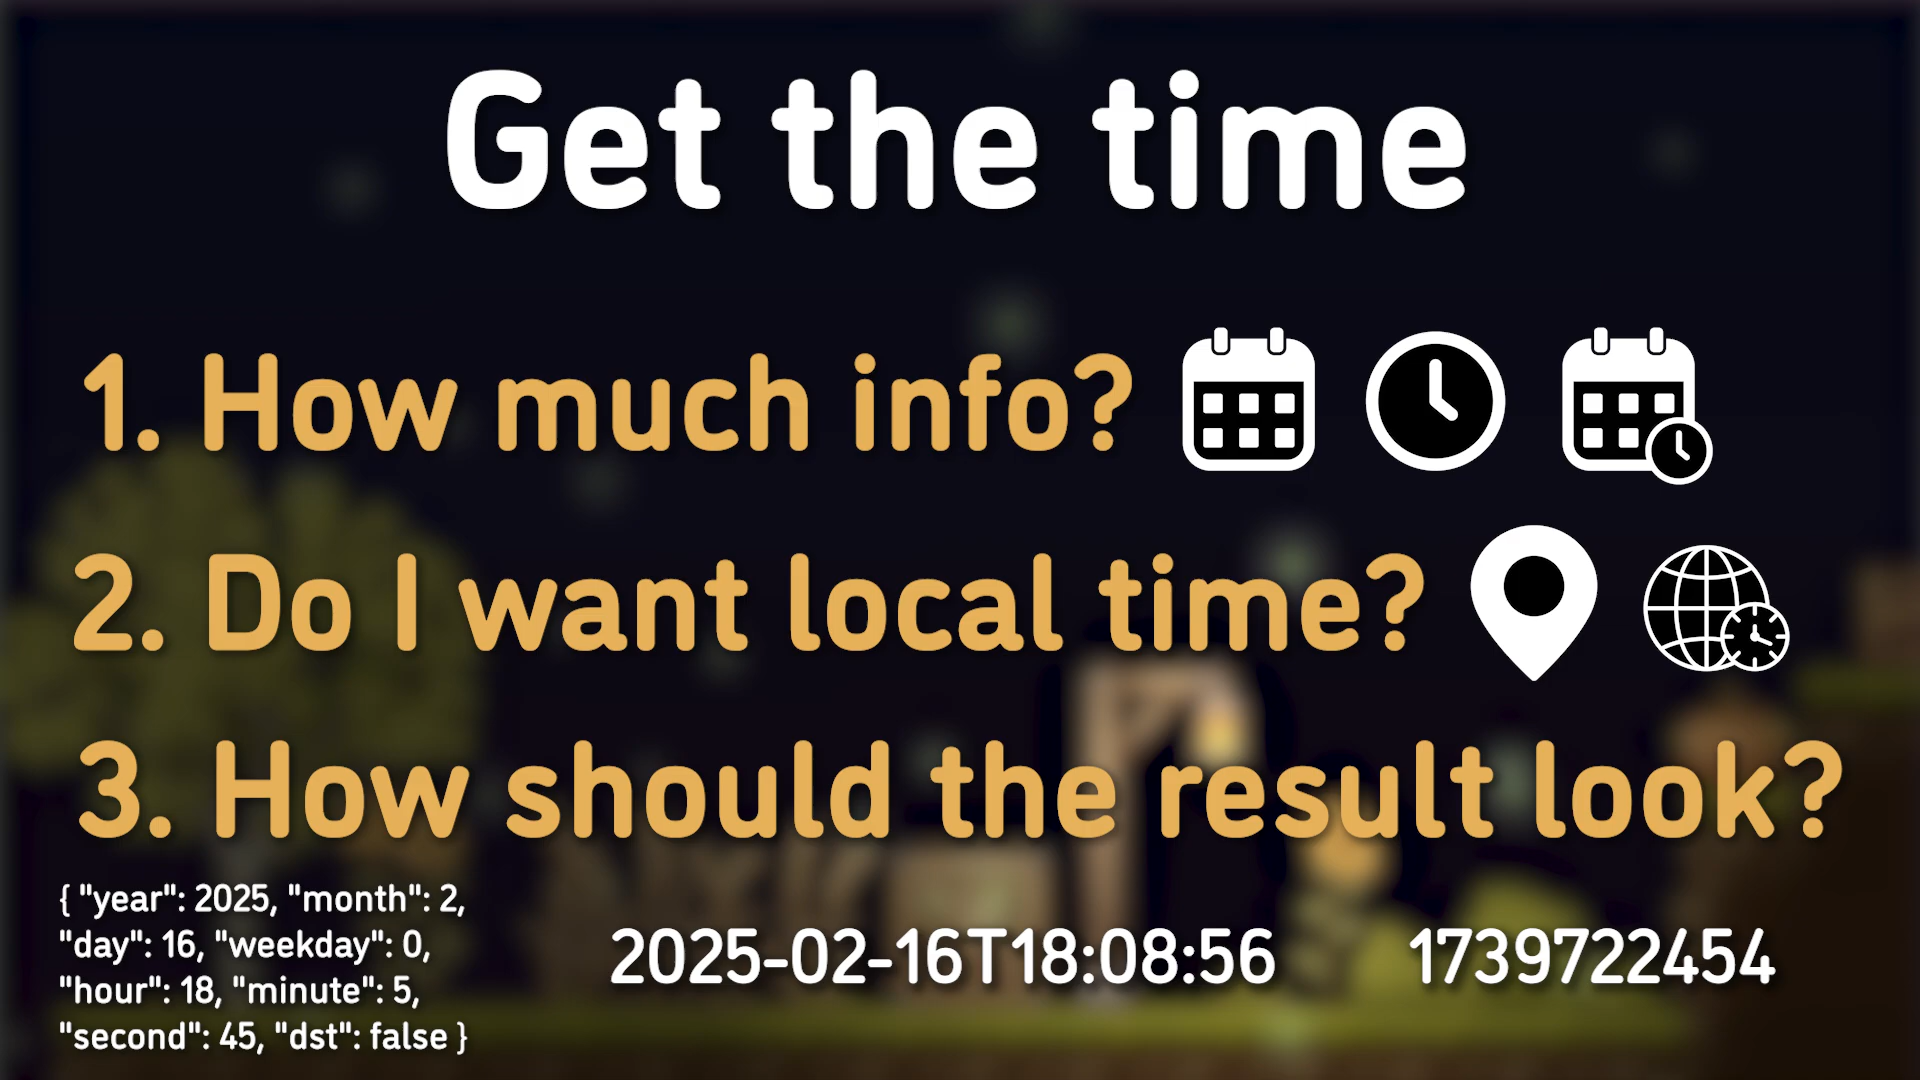 Get the time
1. How much info?
2. Do I want local time?
3. How should the result look?
{ "year": 2025, "month": 2,
"day": 16, "weekday": 0,
"hour": 18, "minute": 5,
"second": 45, "dst": false }
2025-02-16T18:08:56
1739722454